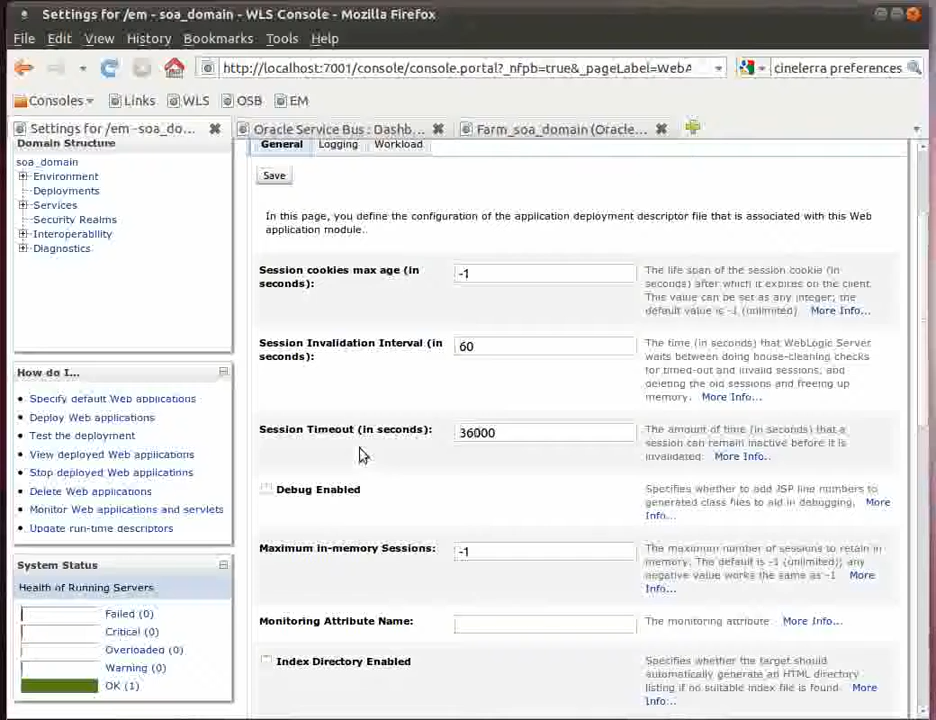 Settings for /em - soa_domain - WLS Console - Mozilla Firefox
File Edit View History Bookmarks Tools Help
http://localhost:7001/console/console.portal?_nfpb=true&_pageLabel=WebA
cinelerra preferences
Consoles Links WLS OSB EM
Settings for /em -soa_do...
Oracle Service Bus : Dashb...
Farm_soa_domain (Oracle...
Domain Structure
soa_domain
Environment
Deployments
Services
Security Realms
Interoperability
Diagnostics
How do I...
Specify default Web applications
Deploy Web applications
Test the deployment
View deployed Web applications
Stop deployed Web applications
Delete Web applications
Monitor Web applications and servlets
Update run-time descriptors
System Status
Health of Running Servers
Failed (0)
Critical (0)
Overloaded (0)
Warning (0)
OK (1)
General Logging Workload
Save
In this page, you define the configuration of the application deployment descriptor file that is associated with this Web
application module.
Session cookies max age (in
seconds):
-1
The life span of the session cookie (in
seconds) after which it expires on the client.
This value can be set as any integer; the
default value is -1 (unlimited). More Info...
Session Invalidation Interval (in
seconds):
60
The time (in seconds) that WebLogic Server
waits between doing house-cleaning checks
for timed-out and invalid sessions, and
deleting the old sessions and freeing up
memory. More Info...
Session Timeout (in seconds):
36000
The amount of time (in seconds) that a
session can remain inactive before it is
invalidated. More Info...
Debug Enabled
Specifies whether to add JSP line numbers to
generated class files to aid in debugging. More
Info...
Maximum in-memory Sessions:
-1
The maximum number of sessions to retain in
memory. The default is -1 (unlimited); any
negative value works the same as -1 More
Info...
Monitoring Attribute Name:
The monitoring attribute. More Info...
Index Directory Enabled
Specifies whether the target should
automatically generate an HTML directory
listing if no suitable index file is found. More
Info...